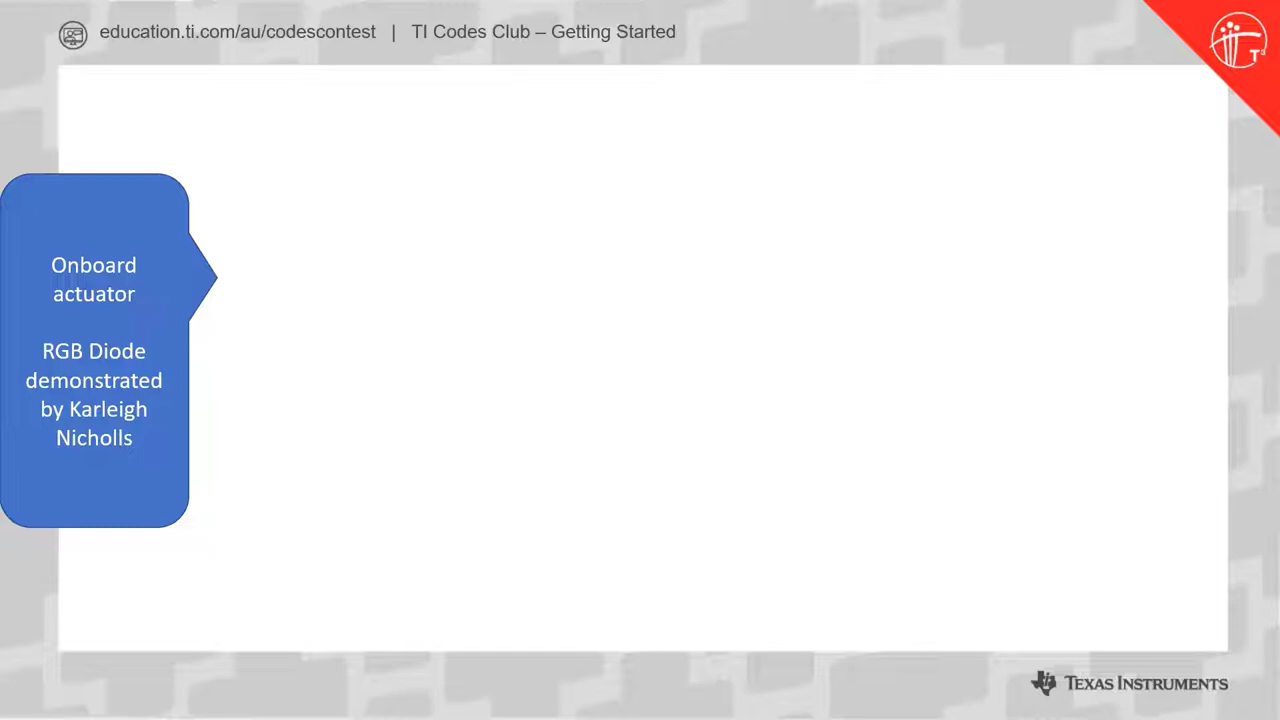 education.ti.com/au/codescontest | TI Codes Club – Getting Started
T³
Onboard
actuator
RGB Diode
demonstrated
by Karleigh
Nicholls
TEXAS INSTRUMENTS